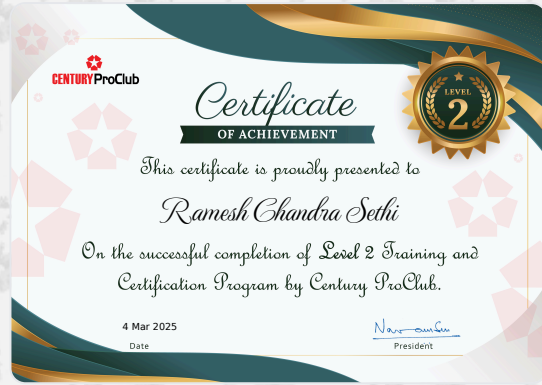 CENTURY ProClub
LEVEL
2
Certificate
OF ACHIEVEMENT
This certificate is proudly presented to
Ramesh Chandra Sethi
On the successful completion of Level 2 Training and
Certification Program by Century ProClub.
4 Mar 2025
Date
President